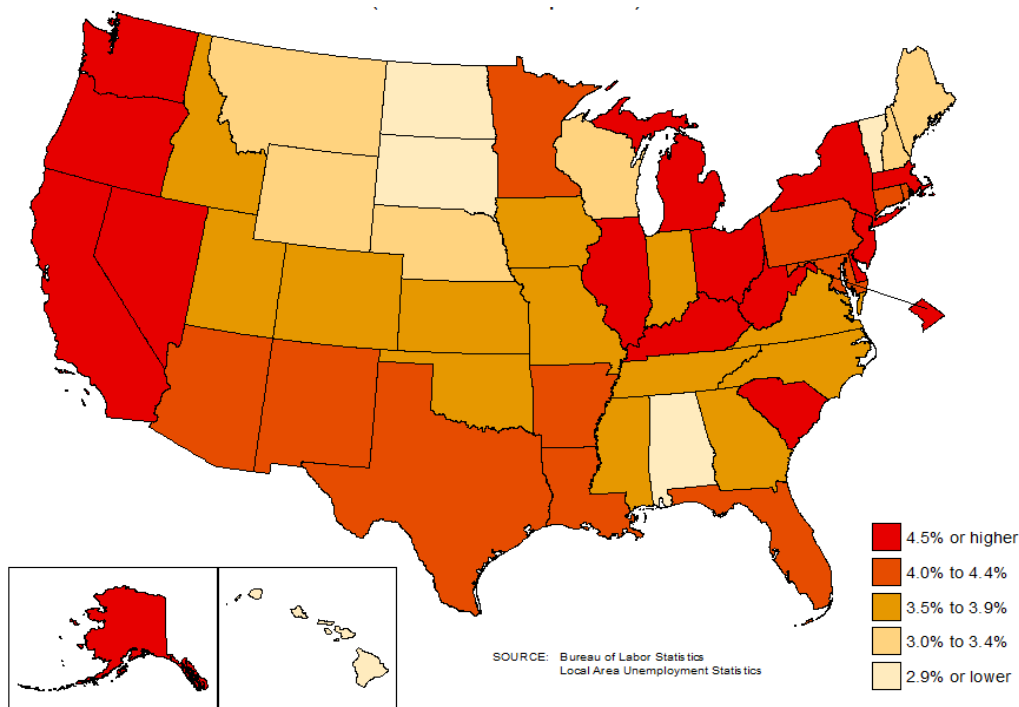 4.5% or higher
4.0% to 4.4%
3.5% to 3.9%
3.0% to 3.4%
2.9% or lower
SOURCE: Bureau of Labor Statistics
Local Area Unemployment Statistics